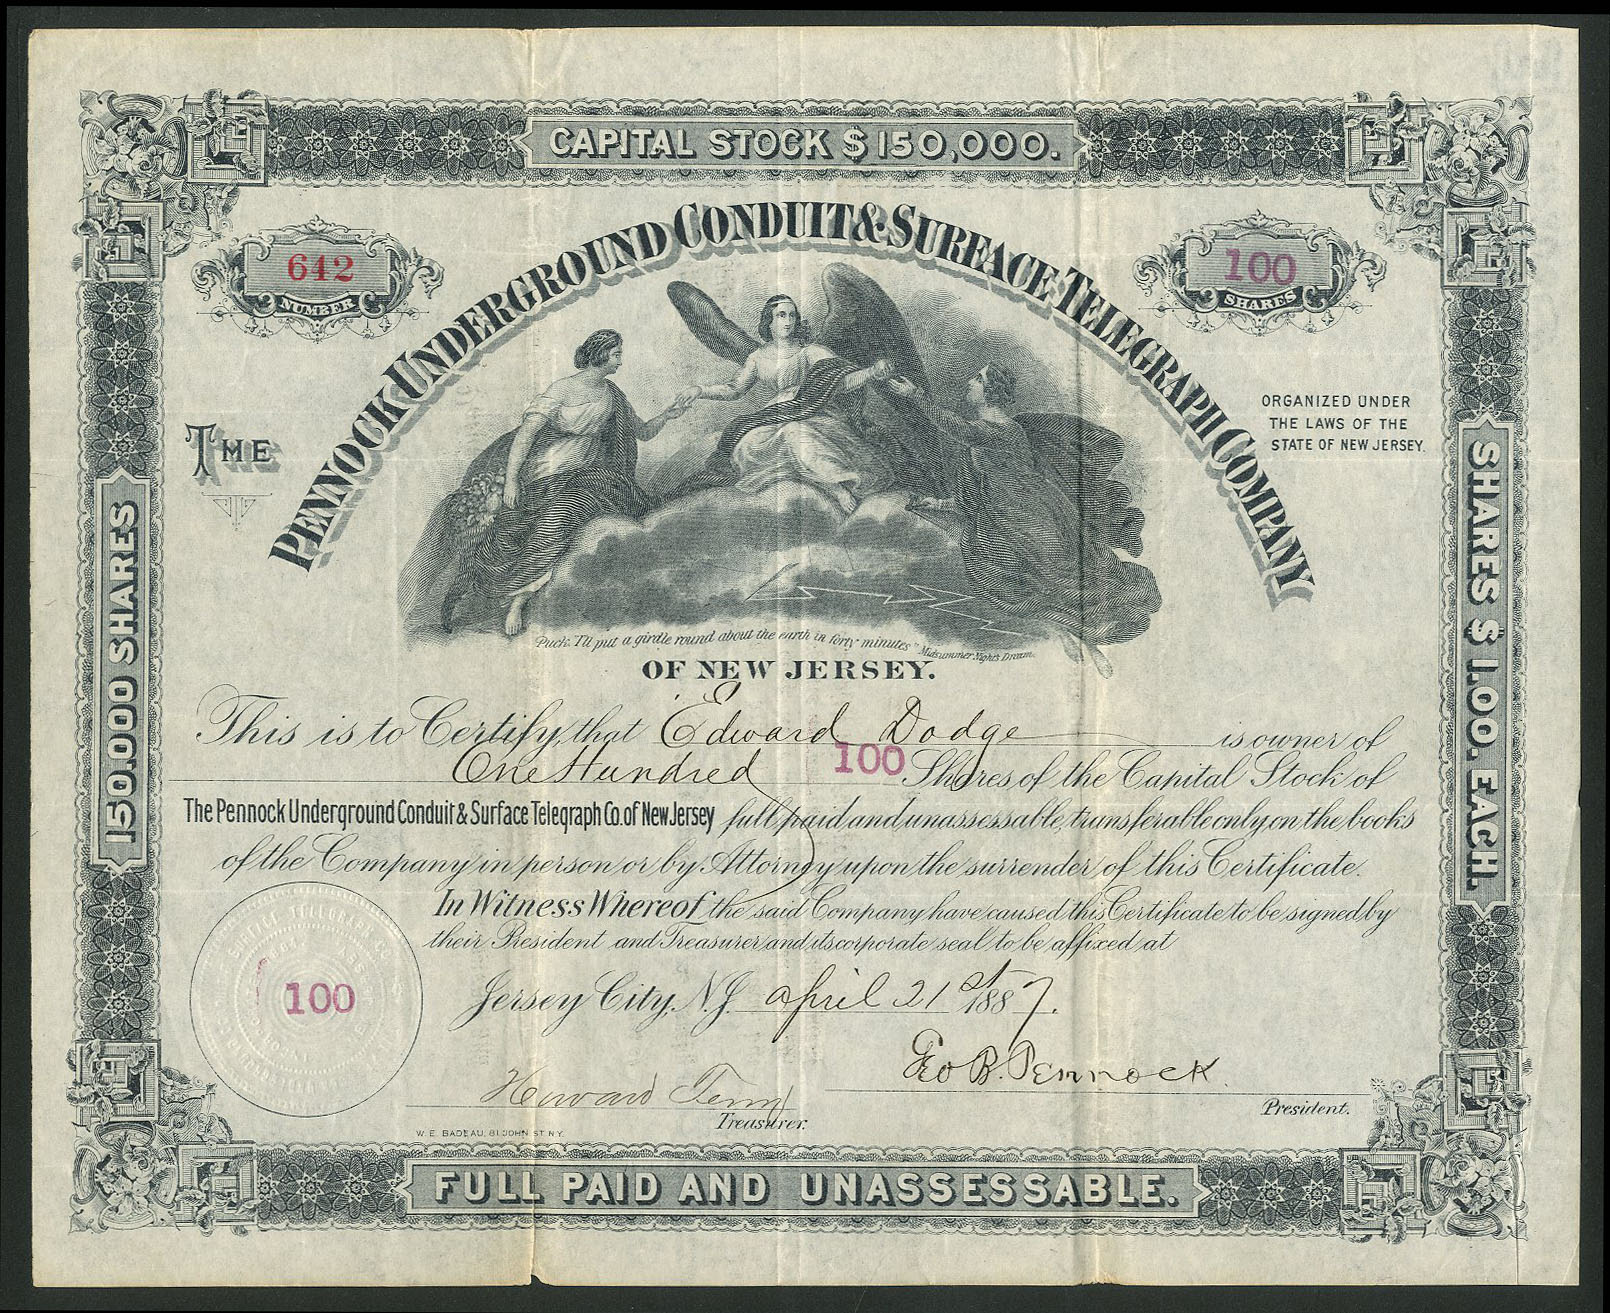 CAPITAL STOCK $150,000.
642
NUMBER
100
SHARES
THE
PENNOCK UNDERGROUND CONDUIT & SURFACE TELEGRAPH COMPANY
ORGANIZED UNDER
THE LAWS OF THE
STATE OF NEW JERSEY.
150.000 SHARES
SHARES $1,00. EACH.
"Puck. I'll put a girdle round about the earth in forty minutes" Midsummer Night's Dream.
OF NEW JERSEY.
This is to Certify, that Edward Dodge is owner of
One Hundred 100 Shares of the Capital Stock of
The Pennock Underground Conduit & Surface Telegraph Co. of New Jersey full paid and unassessable, transferable only on the books
of the Company in person or by Attorney upon the surrender of this Certificate.
In Witness Whereof the said Company have caused this Certificate to be signed by
their President and Treasurer and its corporate seal to be affixed at
100
Jersey City, N.J. April 21st 1887.
Geo B. Pennock
President.
Howard
Treasurer.
W. E. BADEAU, 81 JOHN ST. N.Y.
FULL PAID AND UNASSESSABLE.